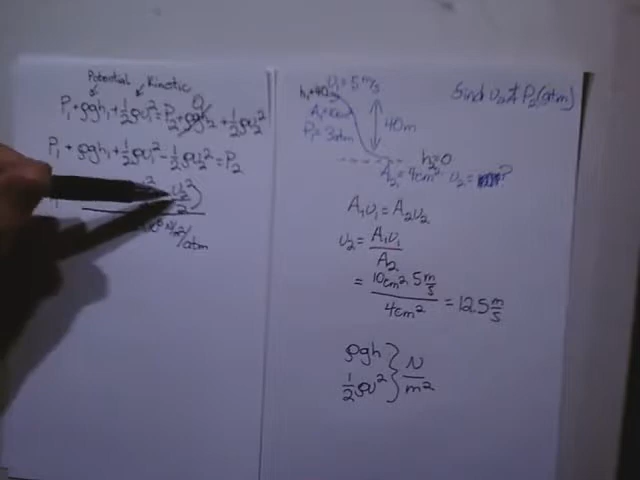 Potential Kinetic
P₁ + ρgh₁ + ½ρv₁² = P₂ + ρgh₂ + ½ρv₂²
0
P₁ + ρgh₁ + ½ρv₁² - ½ρv₂² = P₂
N/m²/atm
v₁ = 5 m/s
h₁ = 40m
P₁ = 3atm
40m
h₂ = 0
A₂ = 4cm² v₂ = ?
find v₂ & P₂ (atm)
A₁v₁ = A₂v₂
v₂ = A₁v₁ / A₂
= 10cm² · 5 m/s / 4cm² = 12.5 m/s
ρgh
½ρv² } N/m²